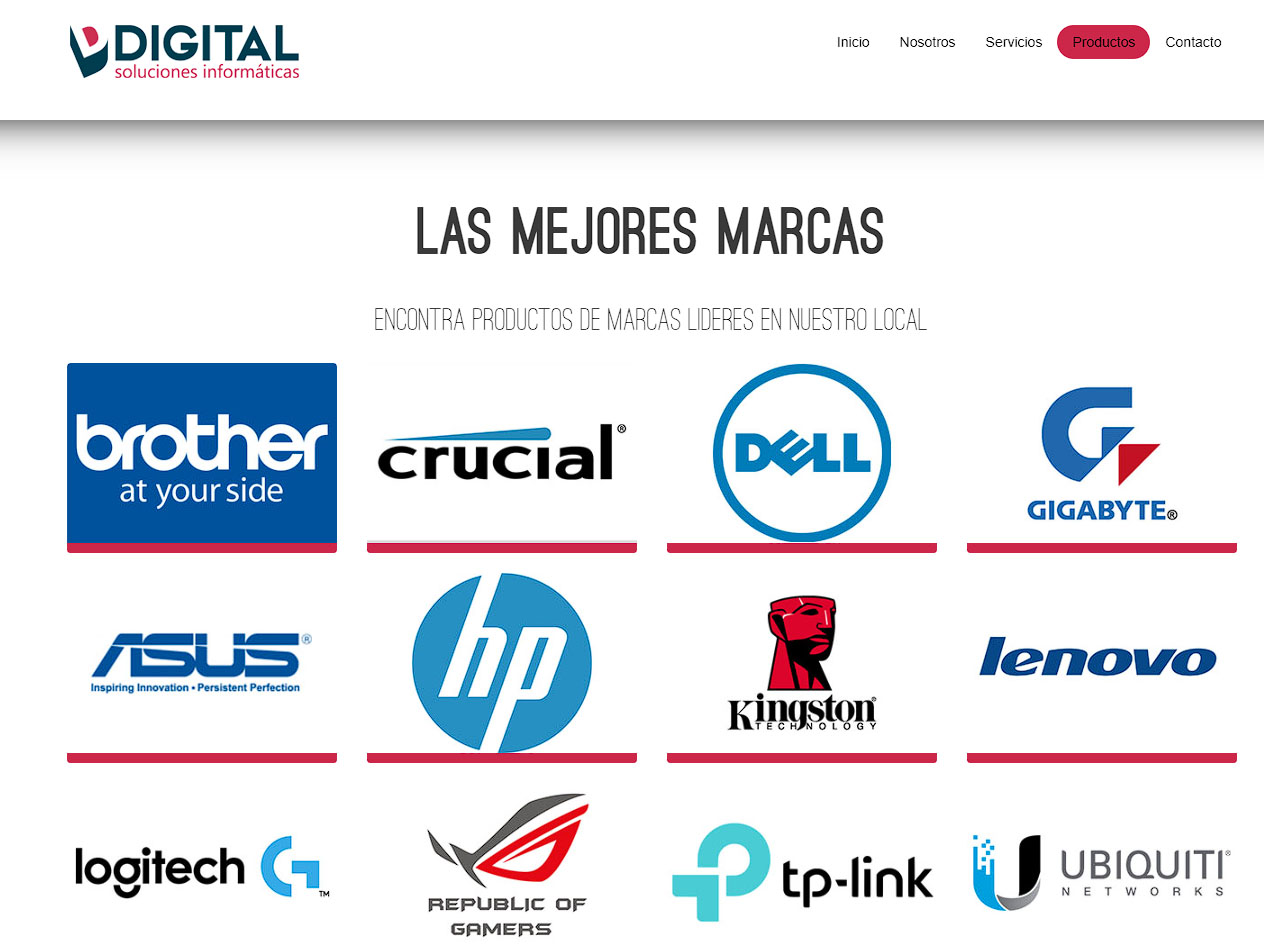 DIGITAL
soluciones informáticas
Inicio Nosotros Servicios Productos Contacto
LAS MEJORES MARCAS
ENCONTRA PRODUCTOS DE MARCAS LIDERES EN NUESTRO LOCAL
brother
at your side
crucial®
DELL
GIGABYTE®
ASUS®
Inspiring Innovation • Persistent Perfection
hp
Kingston®
TECHNOLOGY
lenovo
logitech G™
REPUBLIC OF
GAMERS
tp-link
UBIQUITI®
NETWORKS